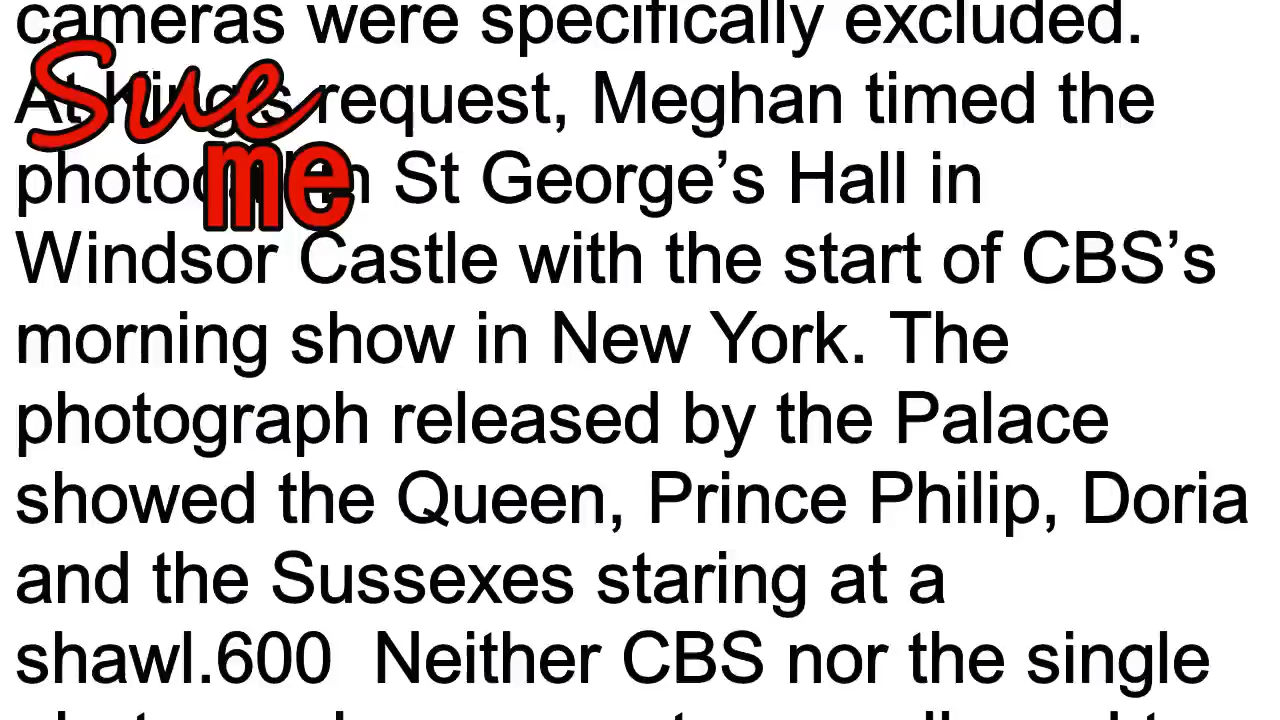 cameras were specifically excluded.
Sue
At King's request, Meghan timed the
me
St George’s Hall in
Windsor Castle with the start of CBS’s
morning show in New York. The
photograph released by the Palace
showed the Queen, Prince Philip, Doria
and the Sussexes staring at a
shawl.600 Neither CBS nor the single